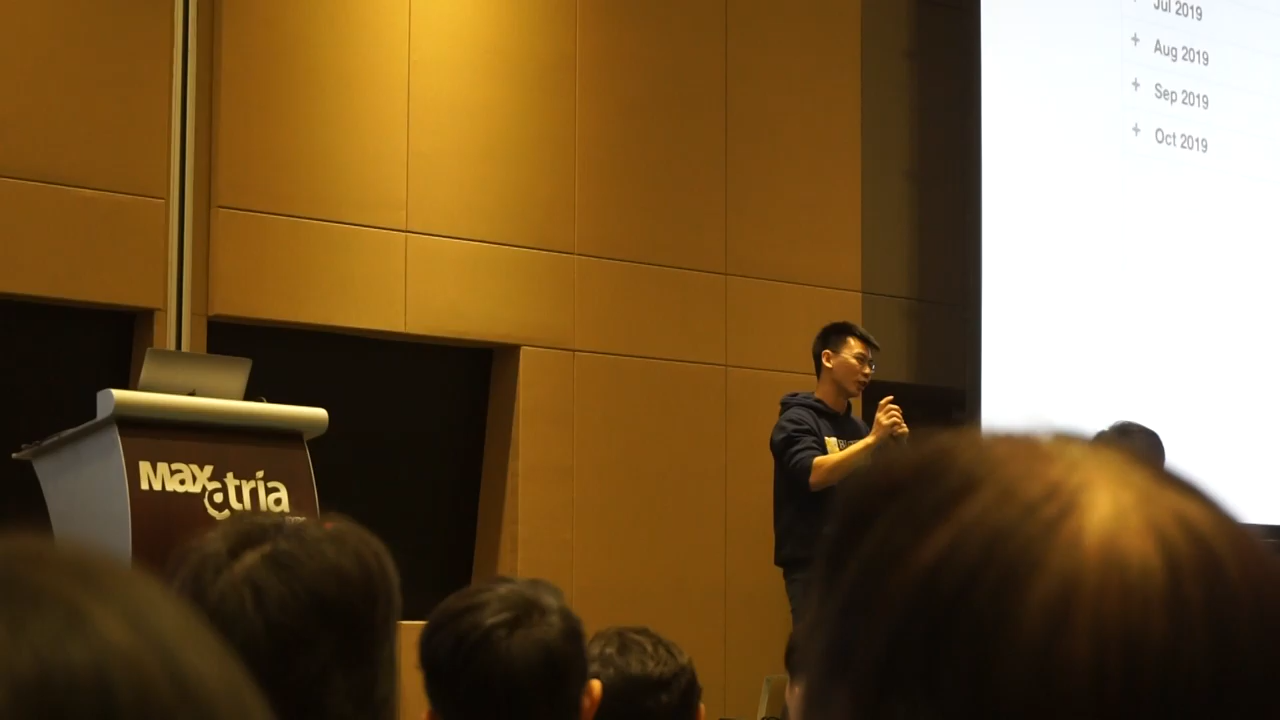 Jul 2019
+ Aug 2019
+ Sep 2019
+ Oct 2019
MAX
atria